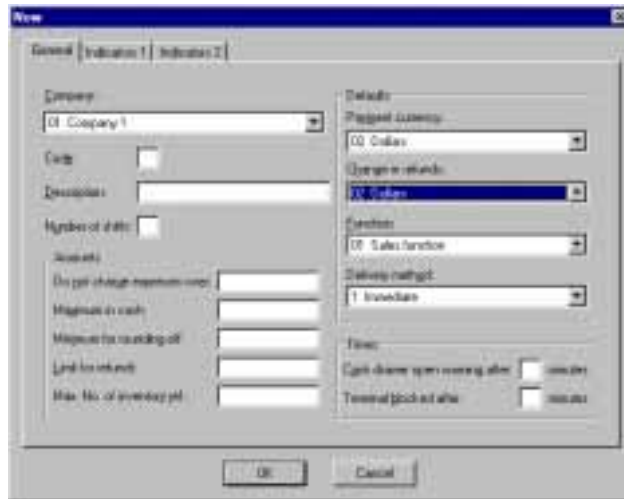 New
General
Indicators 1
Indicators 2
Company:
01 Company 1
Code:
Description:
Number of shifts:
Amounts
Do not charge maximum over:
Maximum in cash:
Minimum for rounding off:
Limit for refunds:
Max. No. of inventory
Defaults
Payment currency:
02 Dollars
Change in refunds:
02 Dollars
Function:
01 Sales function
Delivery method:
1 Immediate
Times
Cash drawer open warning after: minutes
Terminal blocked after: minutes
OK
Cancel